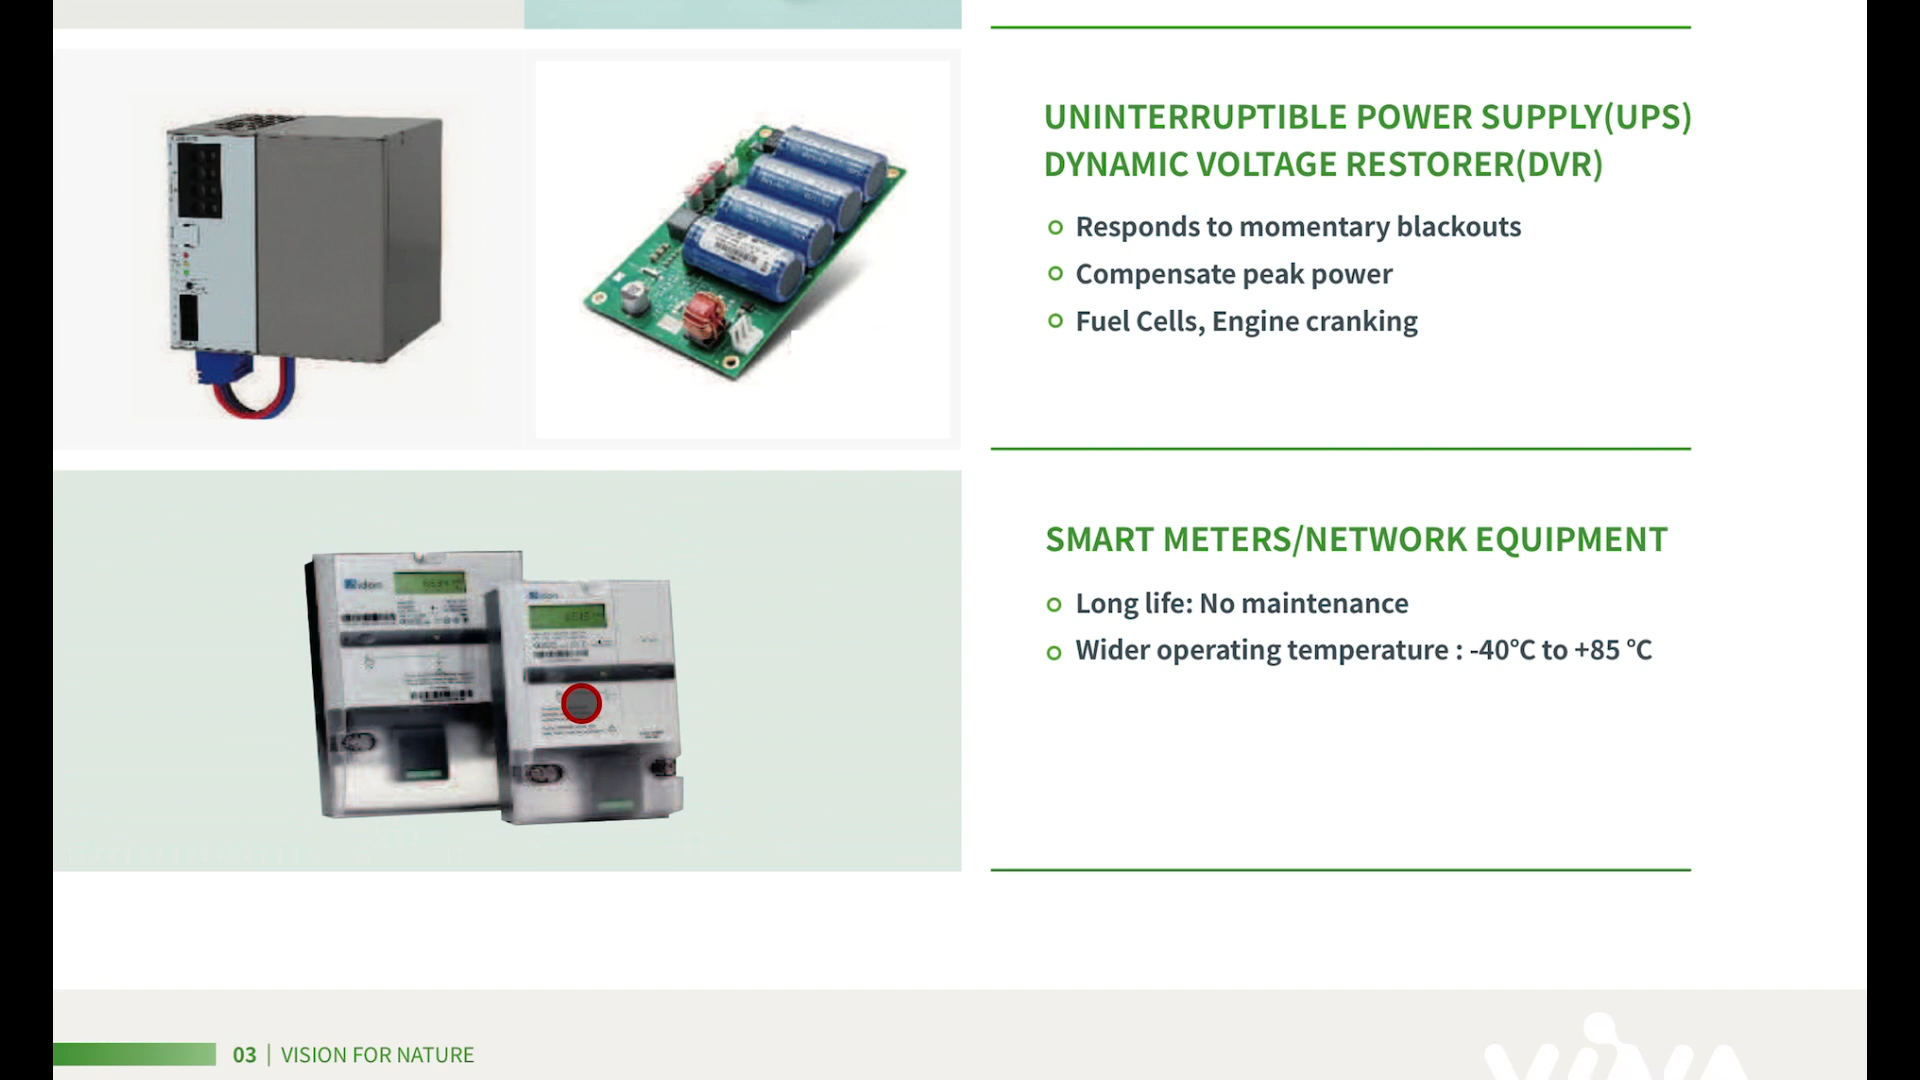 UNINTERRUPTIBLE POWER SUPPLY(UPS)
DYNAMIC VOLTAGE RESTORER(DVR)
Responds to momentary blackouts
Compensate peak power
Fuel Cells, Engine cranking
SMART METERS/NETWORK EQUIPMENT
Long life: No maintenance
Wider operating temperature : -40°C to +85 °C
03 | VISION FOR NATURE